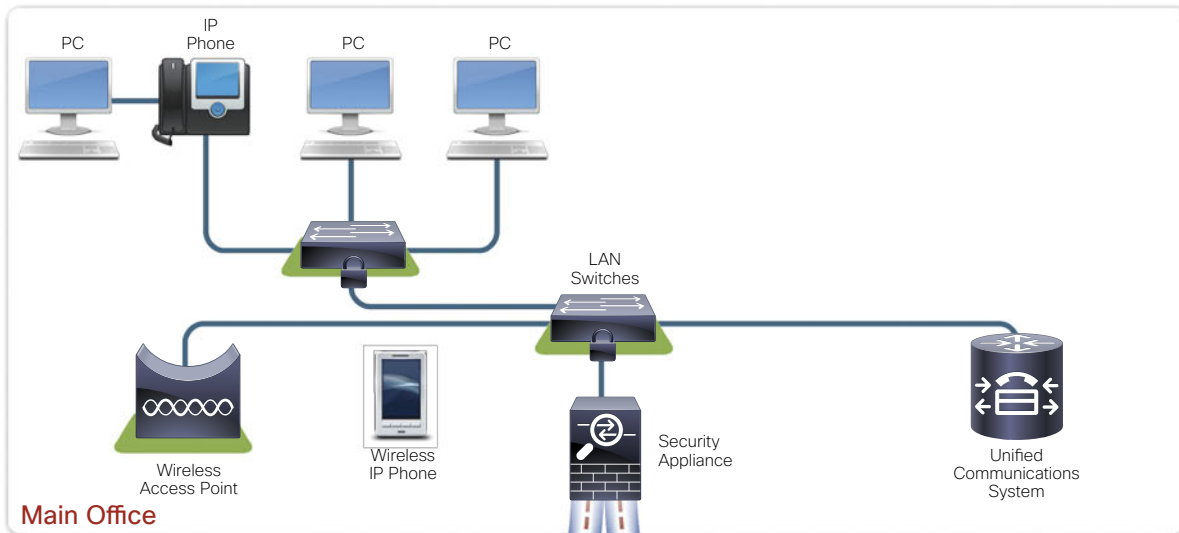 PC
IP
Phone
PC
PC
LAN
Switches
Wireless
Access Point
Wireless
IP Phone
Security
Appliance
Unified
Communications
System
Main Office